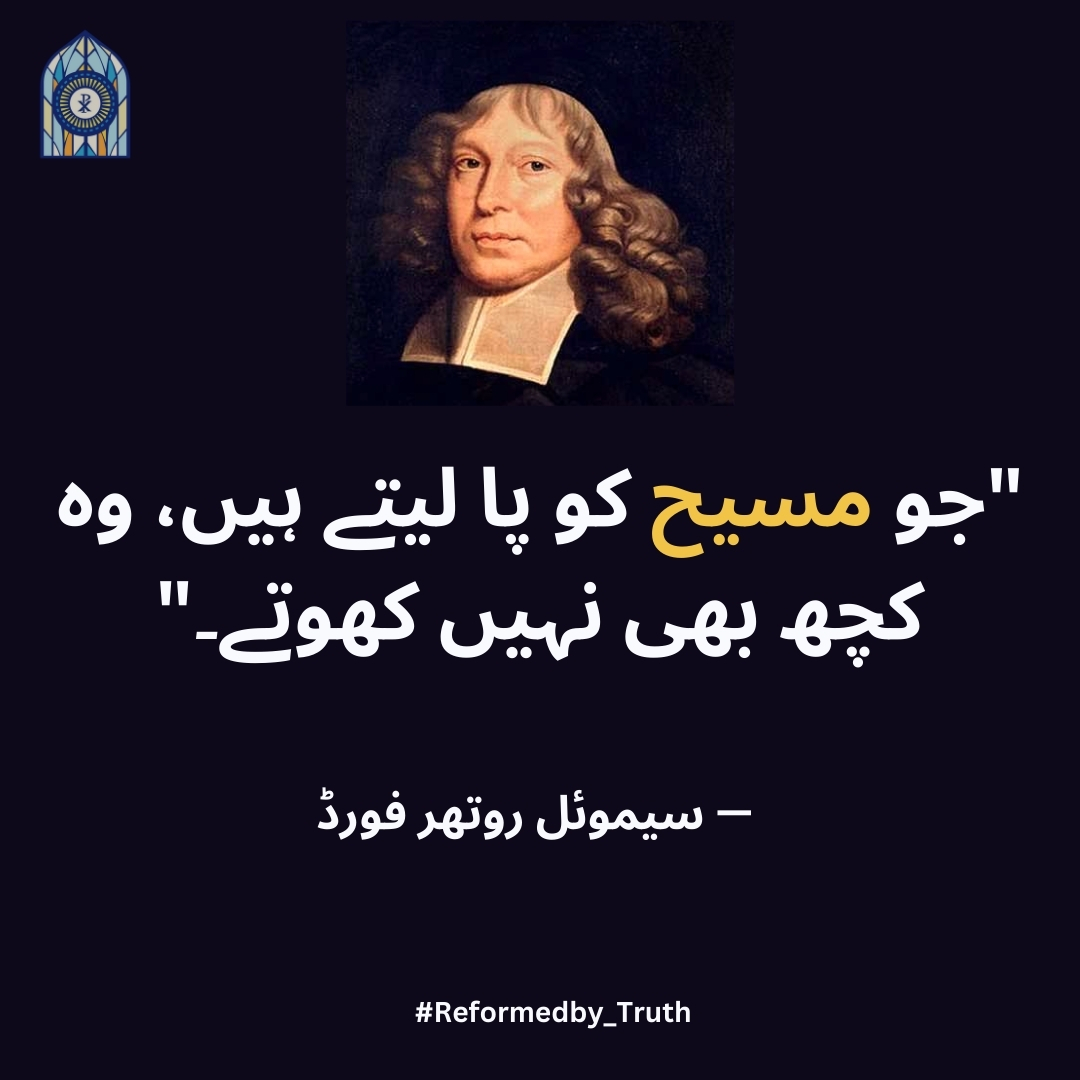 "جو مسیح کو پا لیتے ہیں، وہ
کچھ بھی نہیں کھوتے۔"
— سیموئل روتھر فورڈ
#Reformedby_Truth